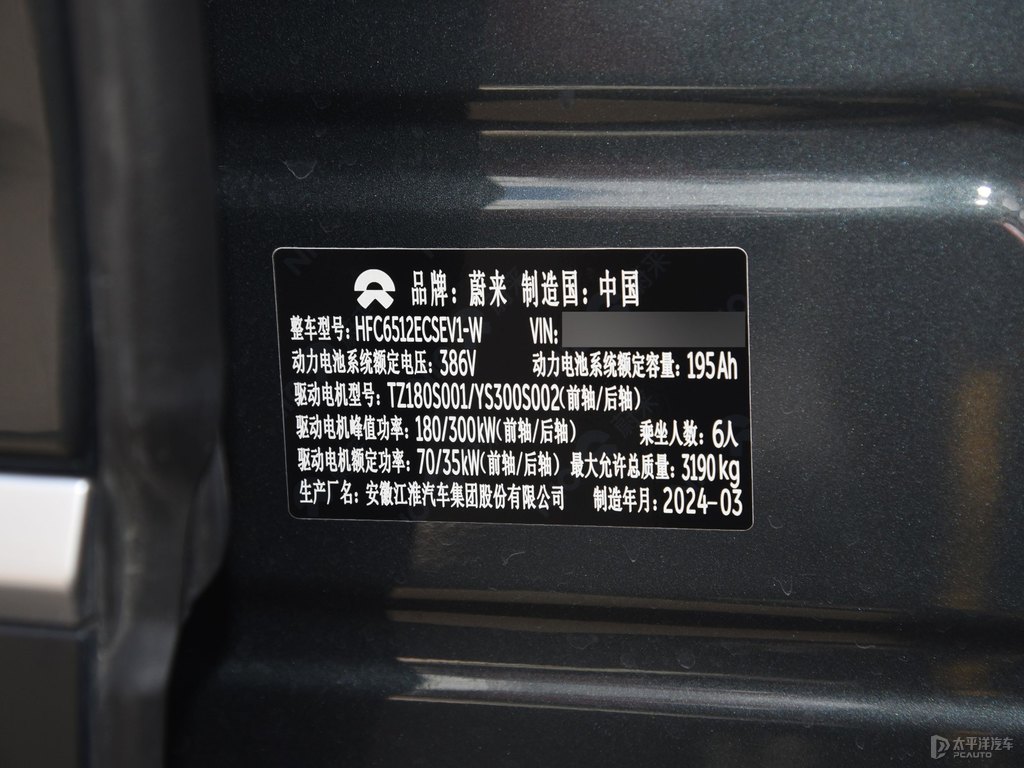 品牌：蔚来 制造国：中国
整车型号：HFC6512ECSEV1-W VIN:
动力电池系统额定电压：386V 动力电池系统额定容量：195Ah
驱动电机型号：TZ180S001/YS300S002(前轴/后轴)
驱动电机峰值功率：180/300kW(前轴/后轴) 乘坐人数：6人
驱动电机额定功率：70/35kW(前轴/后轴) 最大允许总质量：3190kg
生产厂名：安徽江淮汽车集团股份有限公司 制造年月：2024-03
太平洋汽车
PCAUTO